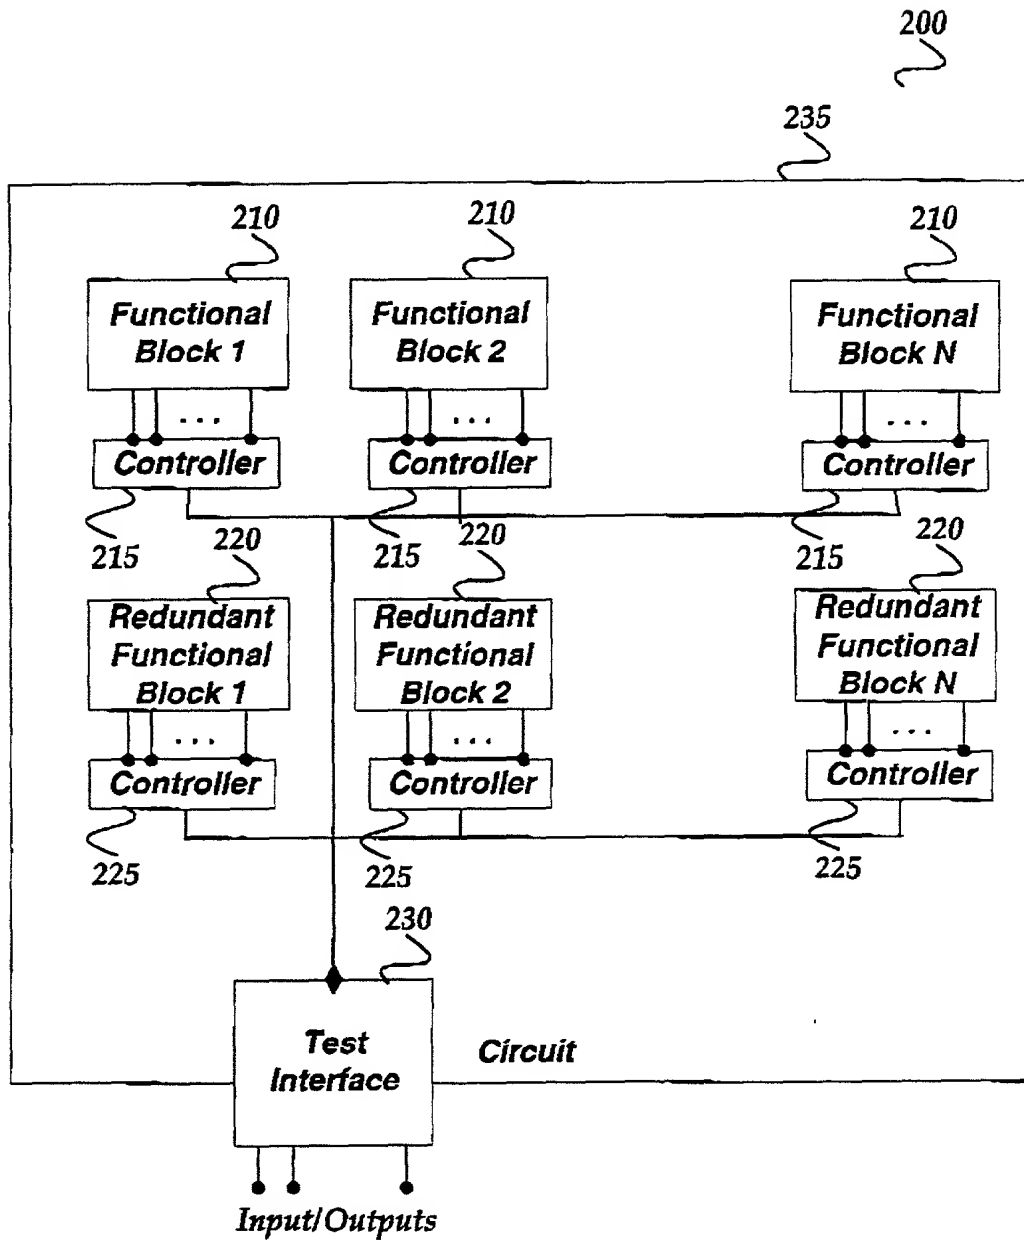 200
235
210 210 210
Functional Functional Functional
Block 1 Block 2 Block N
... ... ...
Controller Controller Controller
215 215 215
220 220 220
Redundant Redundant Redundant
Functional Functional Functional
Block 1 Block 2 Block N
... ... ...
Controller Controller Controller
225 225 225
230
Test
Interface
Circuit
Input/Outputs